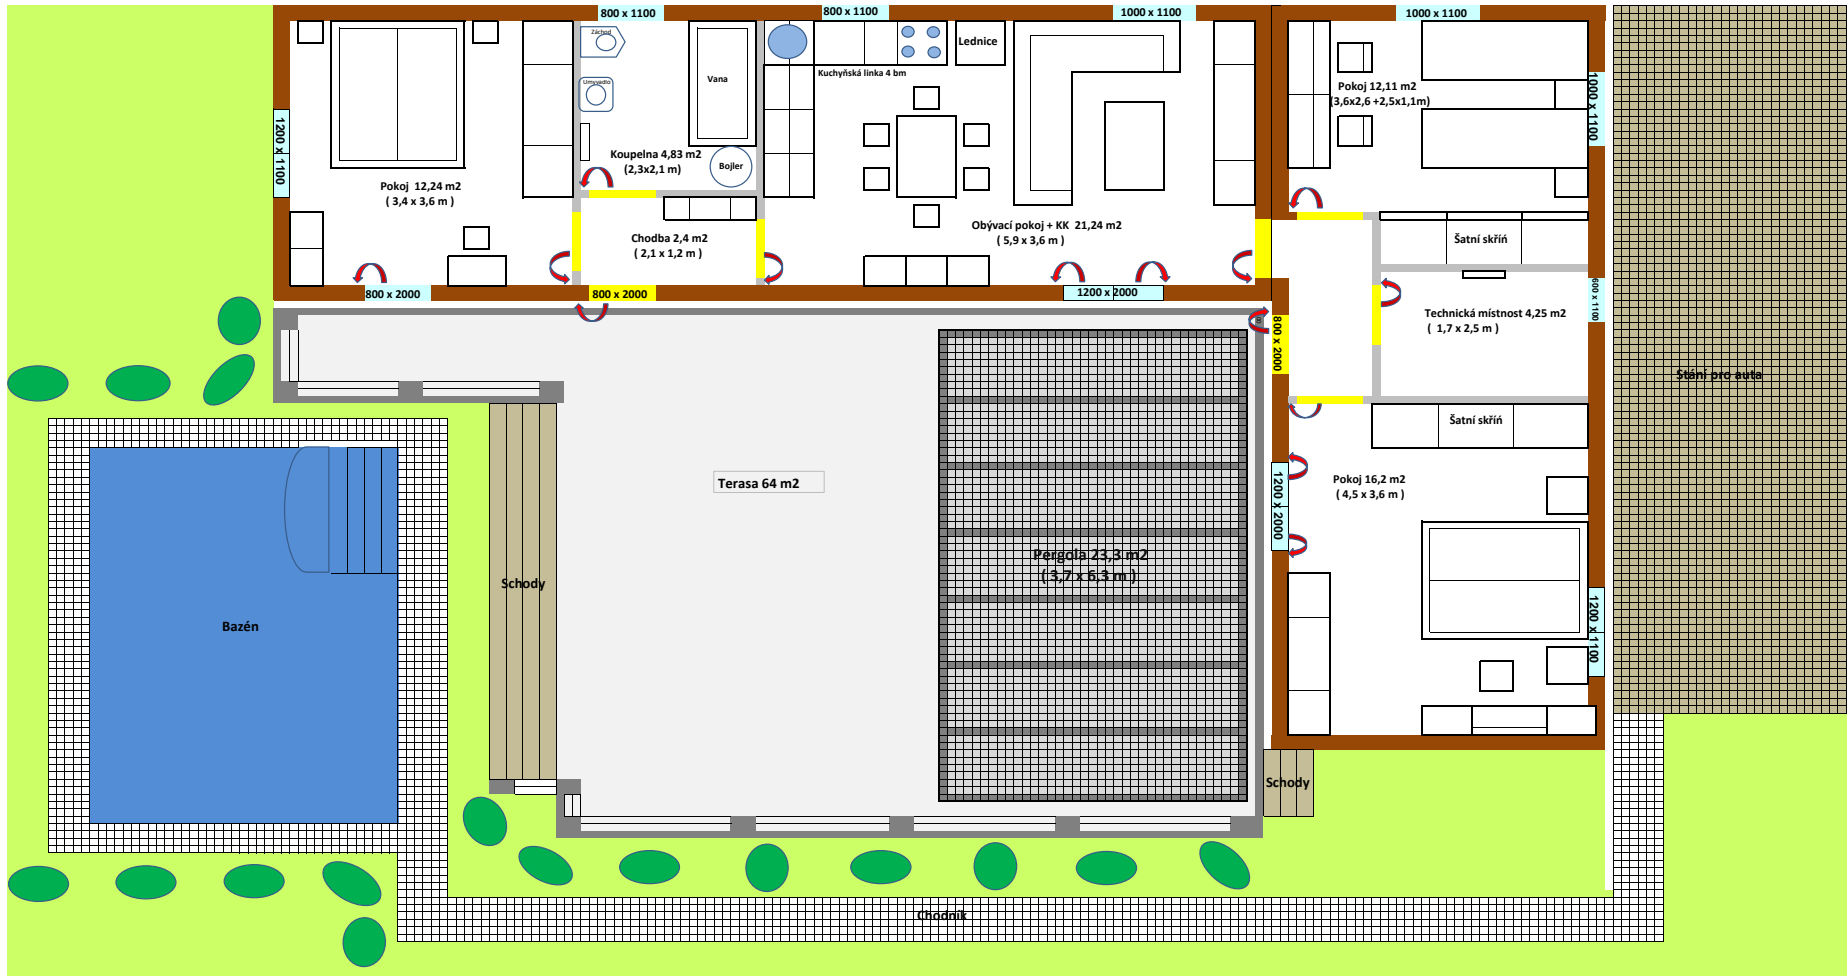 800 x 1100
800 x 1100
1000 x 1100
1000 x 1100
Záchod
Umyvadlo
Vana
Lednice
Kuchyňská linka 4 bm
Pokoj 12,11 m2
(3,6x2,6 +2,5x1,1m)
1000 x 1100
1200 x 1100
Koupelna 4,83 m2
(2,3x2,1 m)
Bojler
Pokoj 12,24 m2
( 3,4 x 3,6 m )
Chodba 2,4 m2
( 2,1 x 1,2 m )
Obývací pokoj + KK 21,24 m2
( 5,9 x 3,6 m )
Šatní skříň
800 x 2000
800 x 2000
1200 x 2000
600 x 1100
Technická místnost 4,25 m2
( 1,7 x 2,5 m )
800 x 2000
Stání pro auta
Šatní skříň
Terasa 64 m2
Pokoj 16,2 m2
( 4,5 x 3,6 m )
1200 x 2000
Pergola 23,3 m2
( 3,7 x 6,3 m )
Schody
Bazén
1200 x 1100
Schody
Chodník